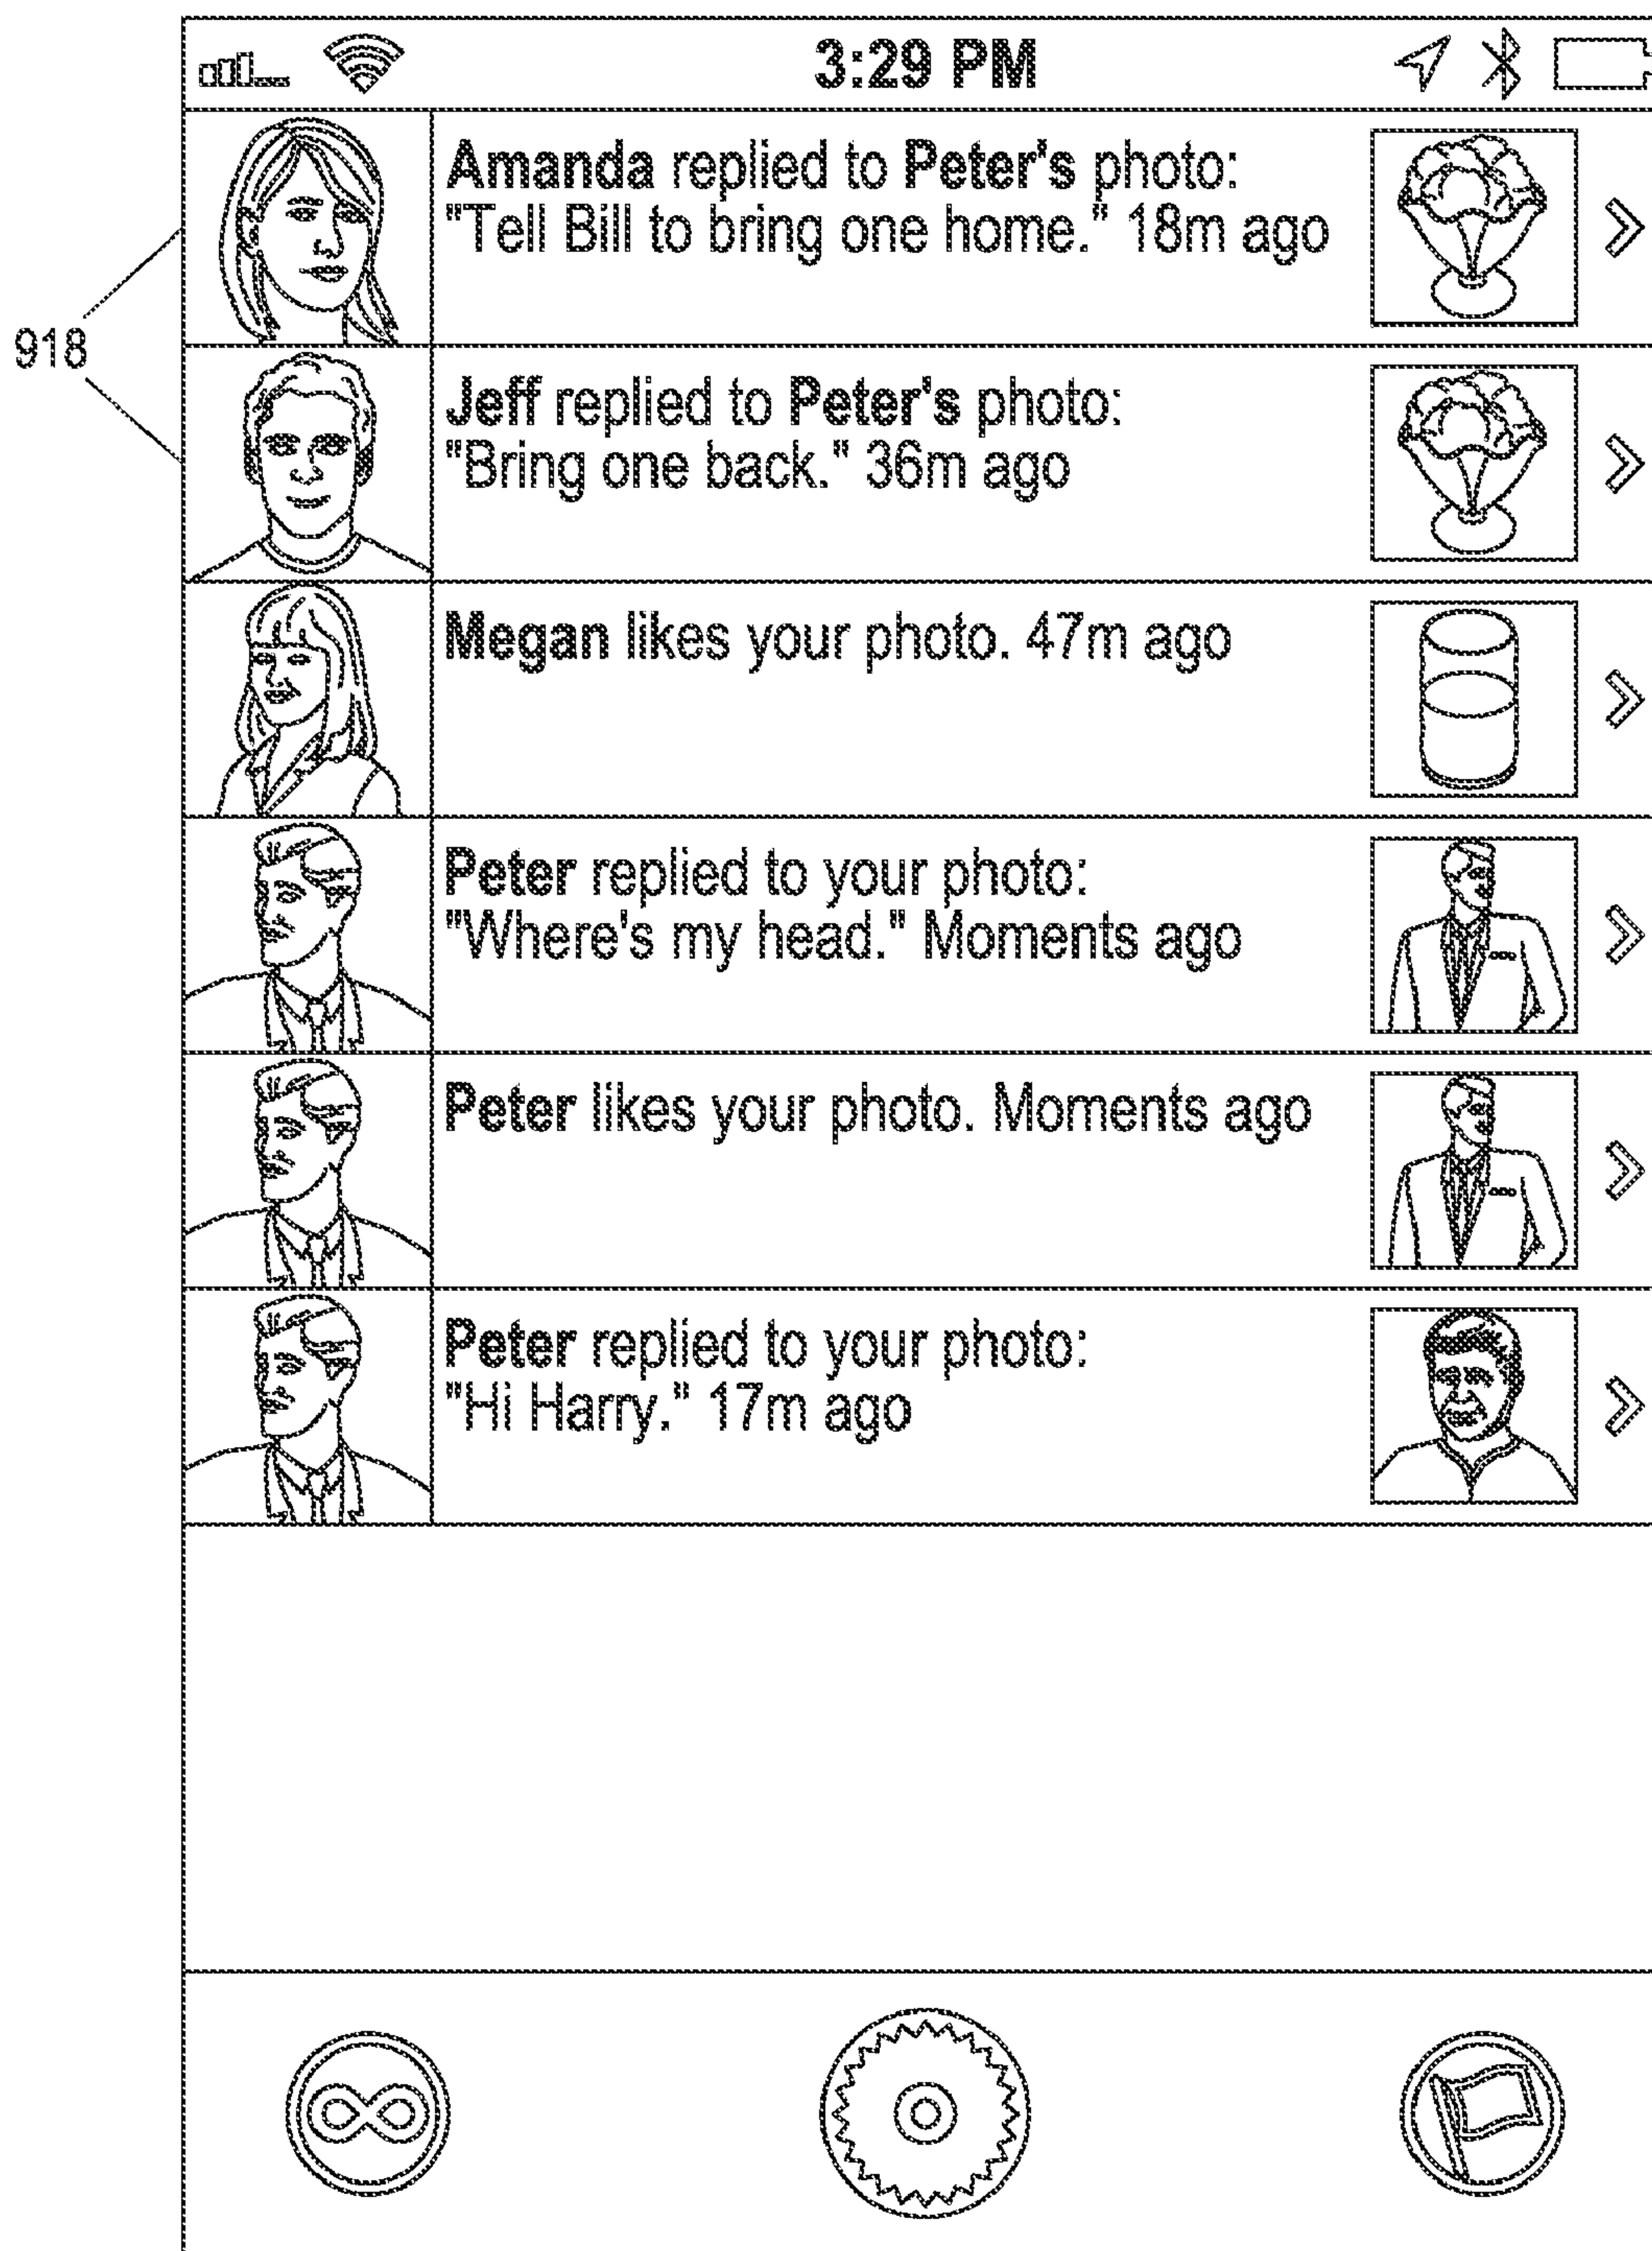 3:29 PM
Amanda replied to Peter's photo:
"Tell Bill to bring one home." 18m ago
918
Jeff replied to Peter's photo:
"Bring one back." 36m ago
Megan likes your photo. 47m ago
Peter replied to your photo:
"Where's my head." Moments ago
Peter likes your photo. Moments ago
Peter replied to your photo:
"Hi Harry." 17m ago